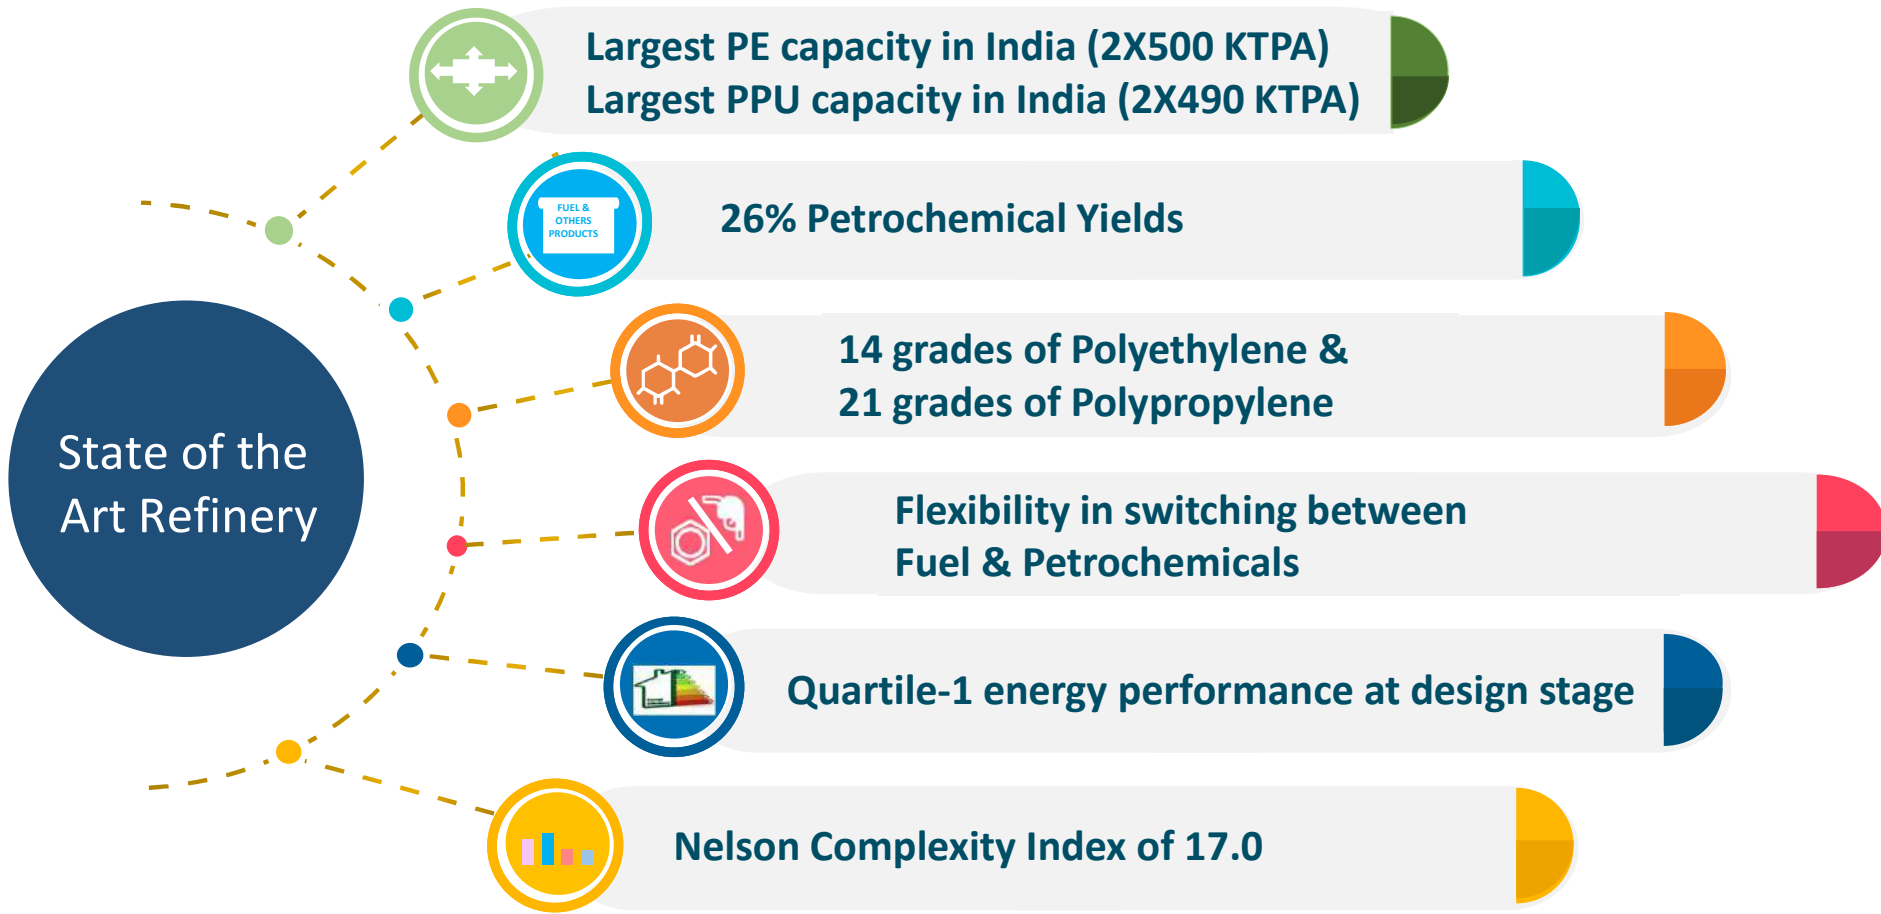 Largest PE capacity in India (2X500 KTPA)
Largest PPU capacity in India (2X490 KTPA)
FUEL &
OTHERS
PRODUCTS
26% Petrochemical Yields
14 grades of Polyethylene &
21 grades of Polypropylene
State of the
Art Refinery
Flexibility in switching between
Fuel & Petrochemicals
Quartile-1 energy performance at design stage
Nelson Complexity Index of 17.0